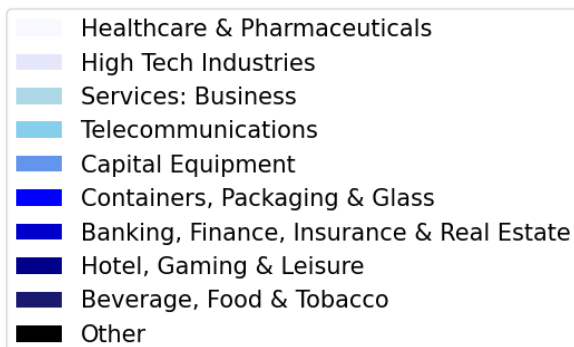 Healthcare & Pharmaceuticals
High Tech Industries
Services: Business
Telecommunications
Capital Equipment
Containers, Packaging & Glass
Banking, Finance, Insurance & Real Estate
Hotel, Gaming & Leisure
Beverage, Food & Tobacco
Other